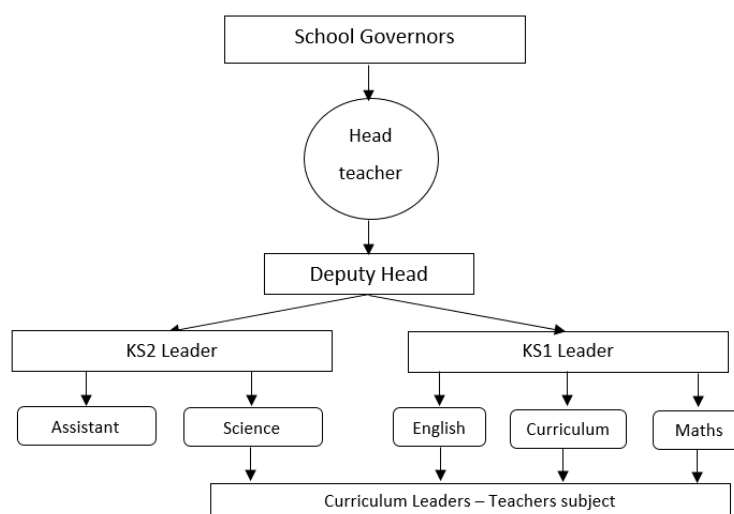 School Governors
Head
teacher
Deputy Head
KS2 Leader
KS1 Leader
Assistant
Science
English
Curriculum
Maths
Curriculum Leaders – Teachers subject